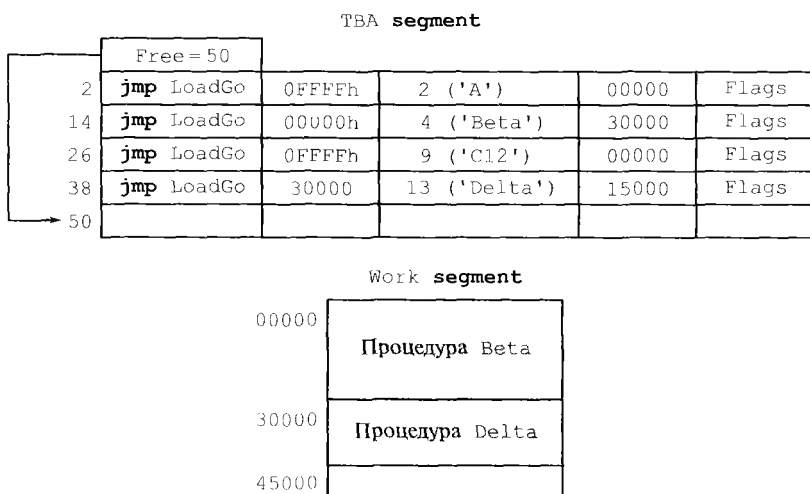 TBA segment
Free = 50
2 jmp LoadGo 0FFFFh 2 ('A') 00000 Flags
14 jmp LoadGo 00000h 4 ('Beta') 30000 Flags
26 jmp LoadGo 0FFFFh 9 ('C12') 00000 Flags
38 jmp LoadGo 30000 13 ('Delta') 15000 Flags
50
Work segment
00000
Процедура Beta
30000
Процедура Delta
45000